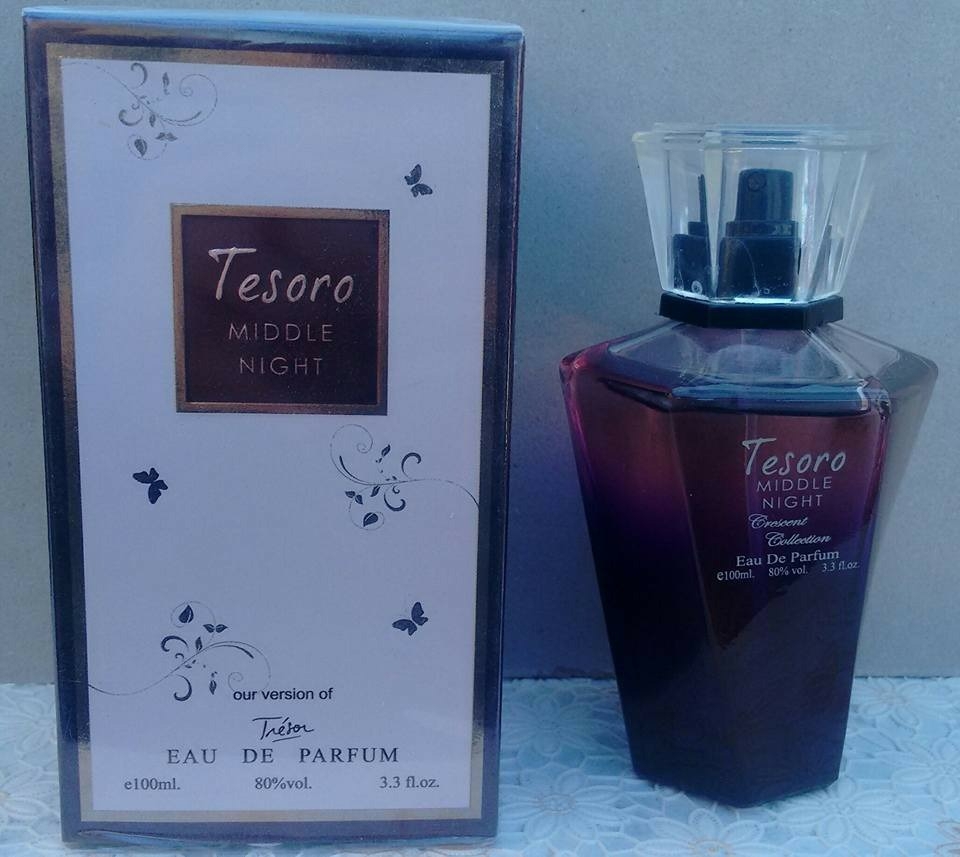 Tesoro
MIDDLE
NIGHT
our version of
Trésor
EAU DE PARFUM
e100ml. 80%vol. 3.3 fl.oz.
Tesoro
MIDDLE
NIGHT
Crescent
Collection
Eau De Parfum
e100ml. 80% vol. 3.3 fl.oz.